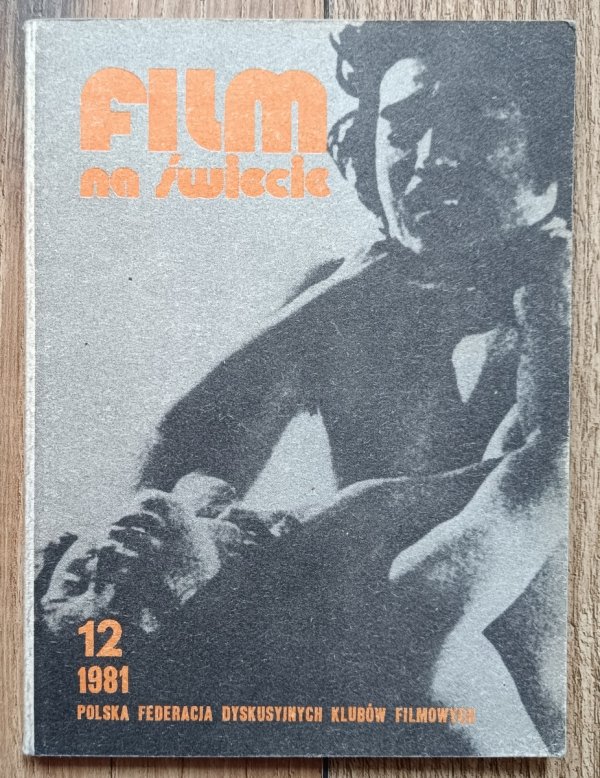 FILM
na świecie
12
1981
POLSKA FEDERACJA DYSKUSYJNYCH KLUBÓW FILMOWYCH